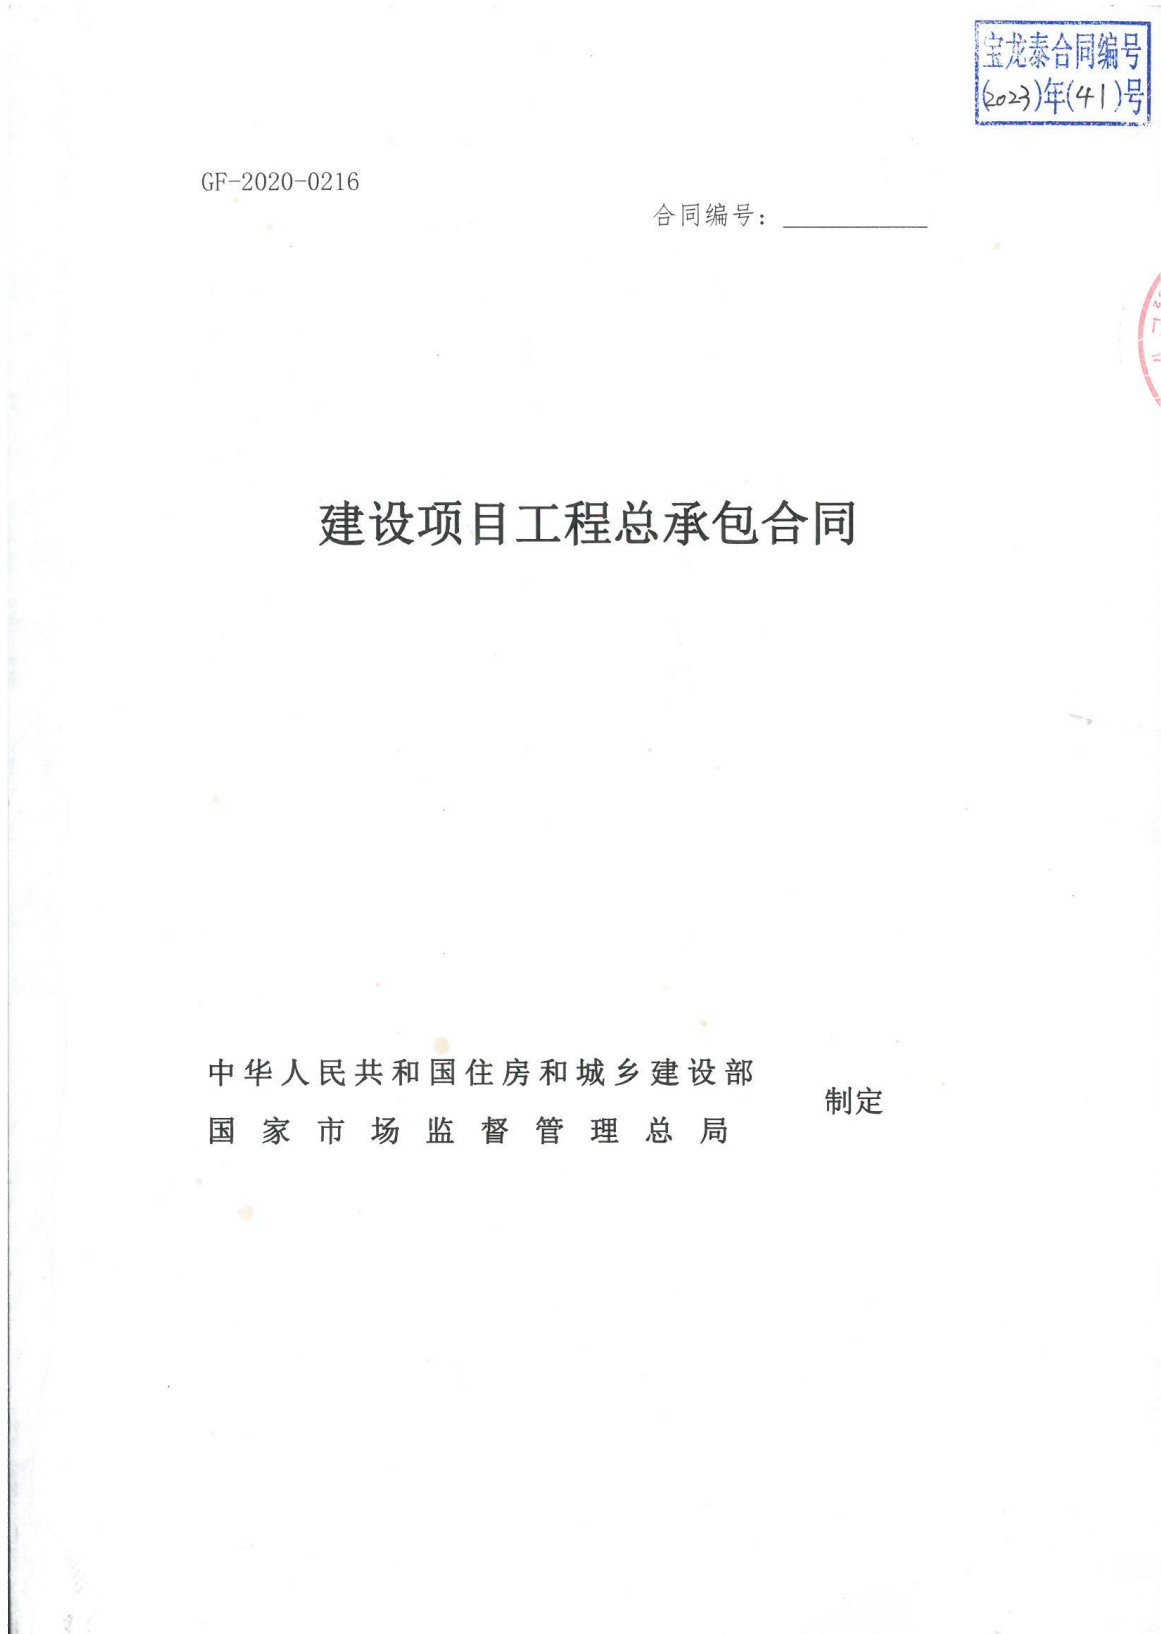 宝龙泰合同编号
(2023)年(41)号
GF-2020-0216
合同编号：
建设项目工程总承包合同
中华人民共和国住房和城乡建设部
制定
国家市场监督管理总局